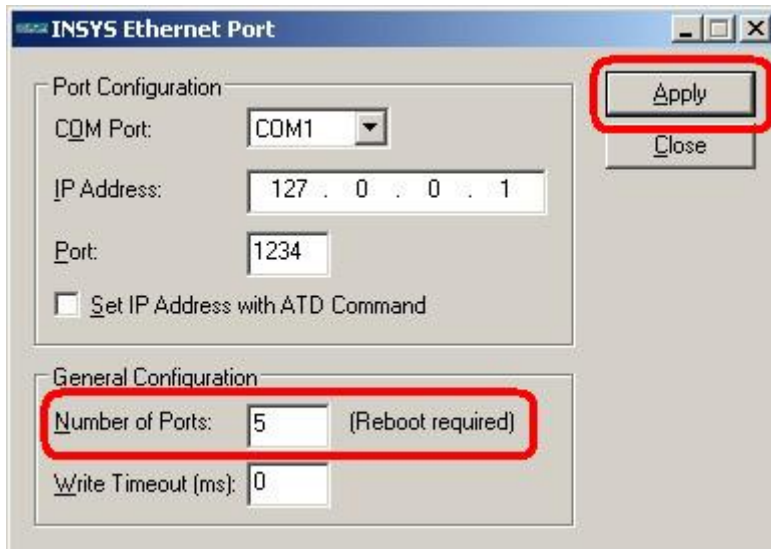 INSYS Ethernet Port
Port Configuration
COM Port: COM1
IP Address: 127 . 0 . 0 . 1
Port: 1234
Set IP Address with ATD Command
Apply
Close
General Configuration
Number of Ports: 5 (Reboot required)
Write Timeout (ms): 0